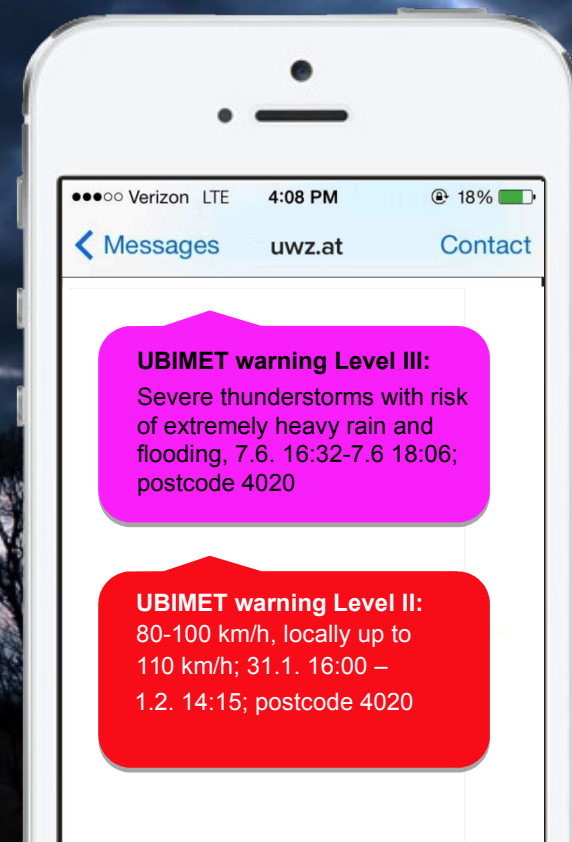 ●●●○○ Verizon LTE 4:08 PM 18%
Messages uwz.at Contact
UBIMET warning Level III:
Severe thunderstorms with risk
of extremely heavy rain and
flooding, 7.6. 16:32-7.6 18:06;
postcode 4020
UBIMET warning Level II:
80-100 km/h, locally up to
110 km/h; 31.1. 16:00 –
1.2. 14:15; postcode 4020